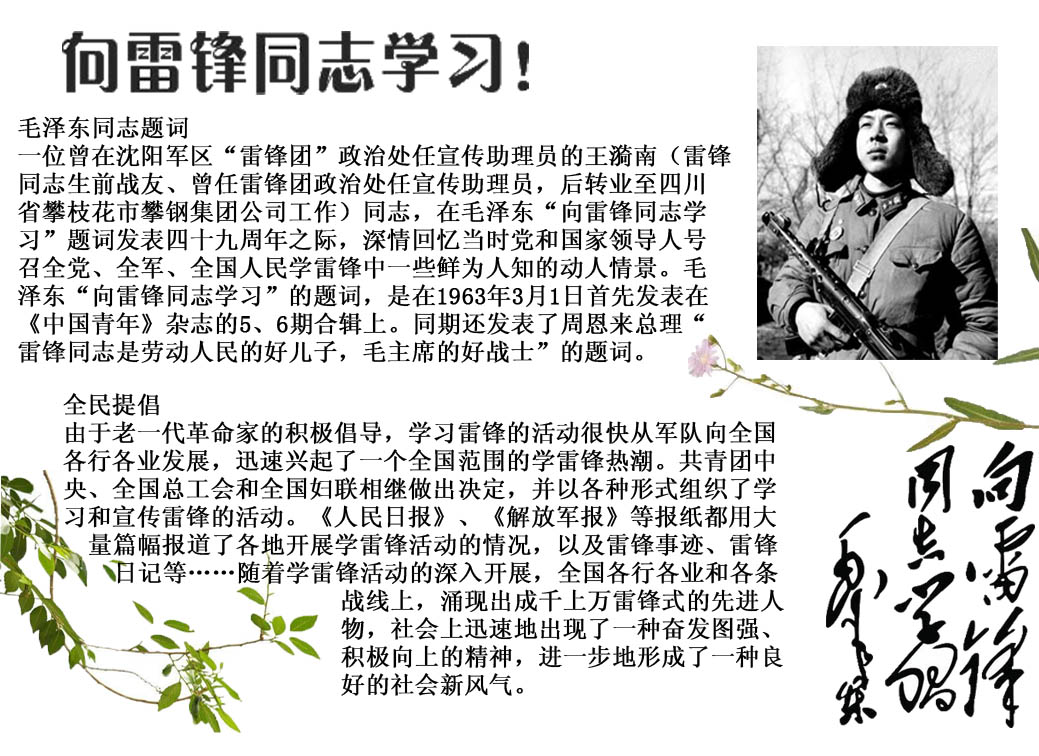 向雷锋同志学习！
毛泽东同志题词
一位曾在沈阳军区“雷锋团”政治处任宣传助理员的王漪南（雷锋
同志生前战友、曾任雷锋团政治处任宣传助理员，后转业至四川
省攀枝花市攀钢集团公司工作）同志，在毛泽东“向雷锋同志学
习”题词发表四十九周年之际，深情回忆当时党和国家领导人号
召全党、全军、全国人民学雷锋中一些鲜为人知的动人情景。毛
泽东“向雷锋同志学习”的题词，是在1963年3月1日首先发表在
《中国青年》杂志的5、6期合辑上。同期还发表了周恩来总理“
雷锋同志是劳动人民的好儿子，毛主席的好战士”的题词。
全民提倡
由于老一代革命家的积极倡导，学习雷锋的活动很快从军队向全国
各行各业发展，迅速兴起了一个全国范围的学雷锋热潮。共青团中
央、全国总工会和全国妇联相继做出决定，并以各种形式组织了学
习和宣传雷锋的活动。《人民日报》、《解放军报》等报纸都用大
量篇幅报道了各地开展学雷锋活动的情况，以及雷锋事迹、雷锋
日记等……随着学雷锋活动的深入开展，全国各行各业和各条
战线上，涌现出成千上万雷锋式的先进人
物，社会上迅速地出现了一种奋发图强、
积极向上的精神，进一步地形成了一种良
好的社会新风气。
向雷锋
同志学习
毛泽东